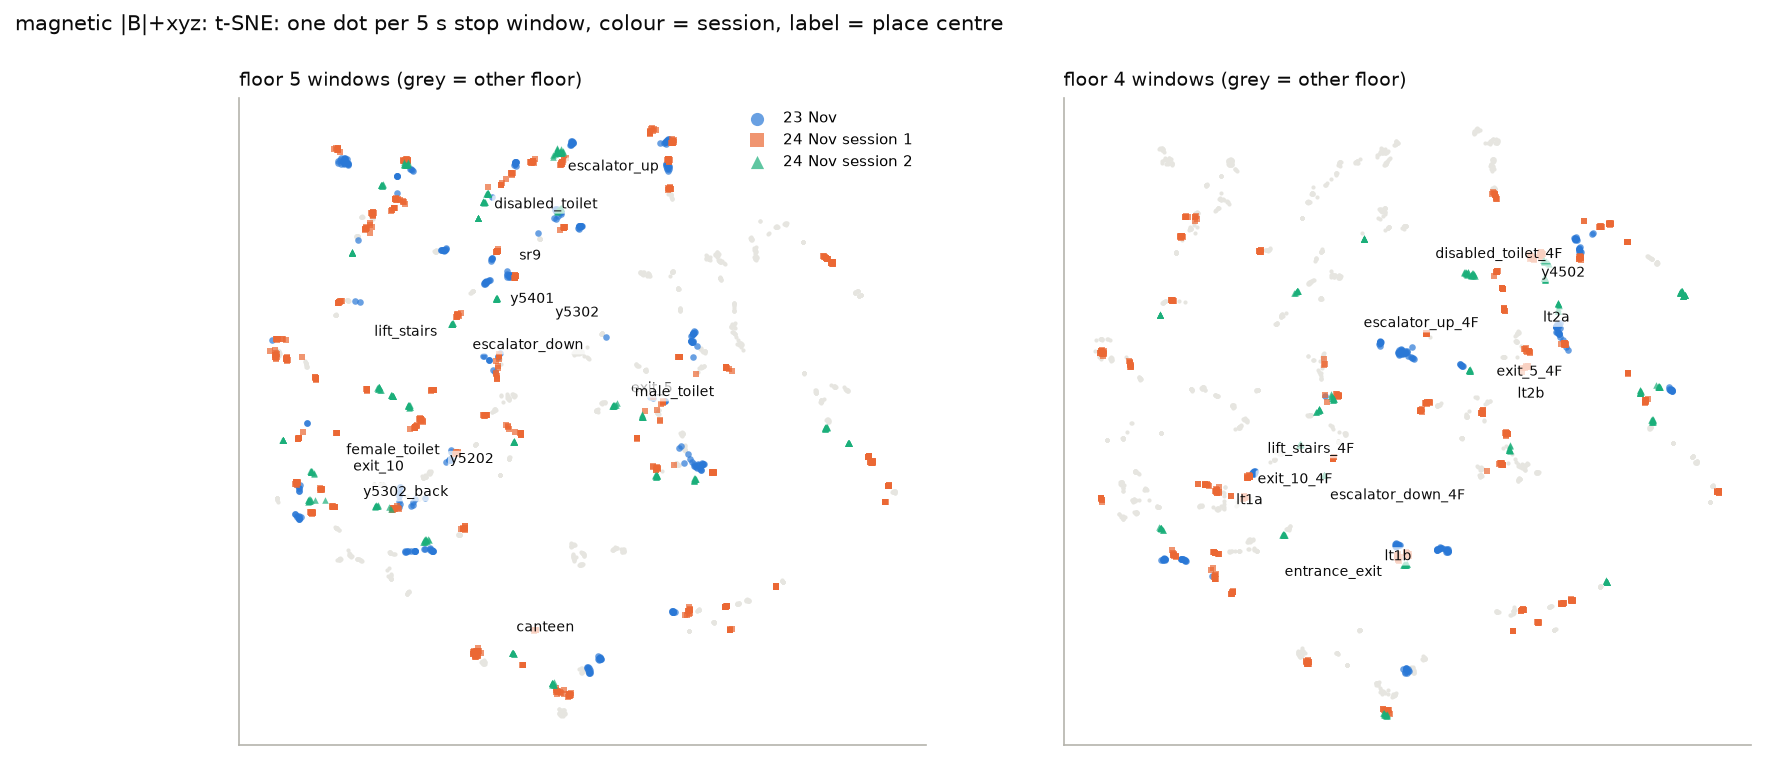 magnetic |B|+xyz: t-SNE: one dot per 5 s stop window, colour = session, label = place centre
floor 5 windows (grey = other floor)
23 Nov
24 Nov session 1
24 Nov session 2
escalator_up
disabled_toilet
sr9
y5401
y5302
lift_stairs
escalator_down
exit_5
male_toilet
female_toilet
y5202
exit_10
y5302_back
canteen
floor 4 windows (grey = other floor)
disabled_toilet_4F
y4502
lt2a
escalator_up_4F
exit_5_4F
lt2b
lift_stairs_4F
exit_10_4F
escalator_down_4F
lt1a
lt1b
entrance_exit